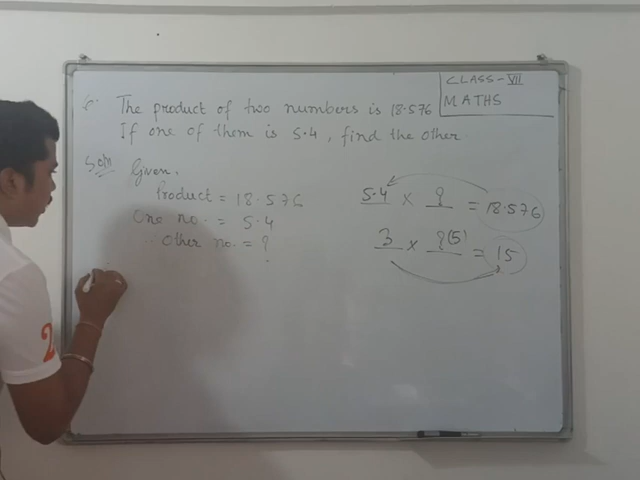 CLASS-VII
MATHS
6. The product of two numbers is 18.576
If one of them is 5.4, find the other
Soln Given.
Product = 18.576
One no. = 5.4
Other no. = ?
5.4 × ? = 18.576
3 × ?(5) = 15
2